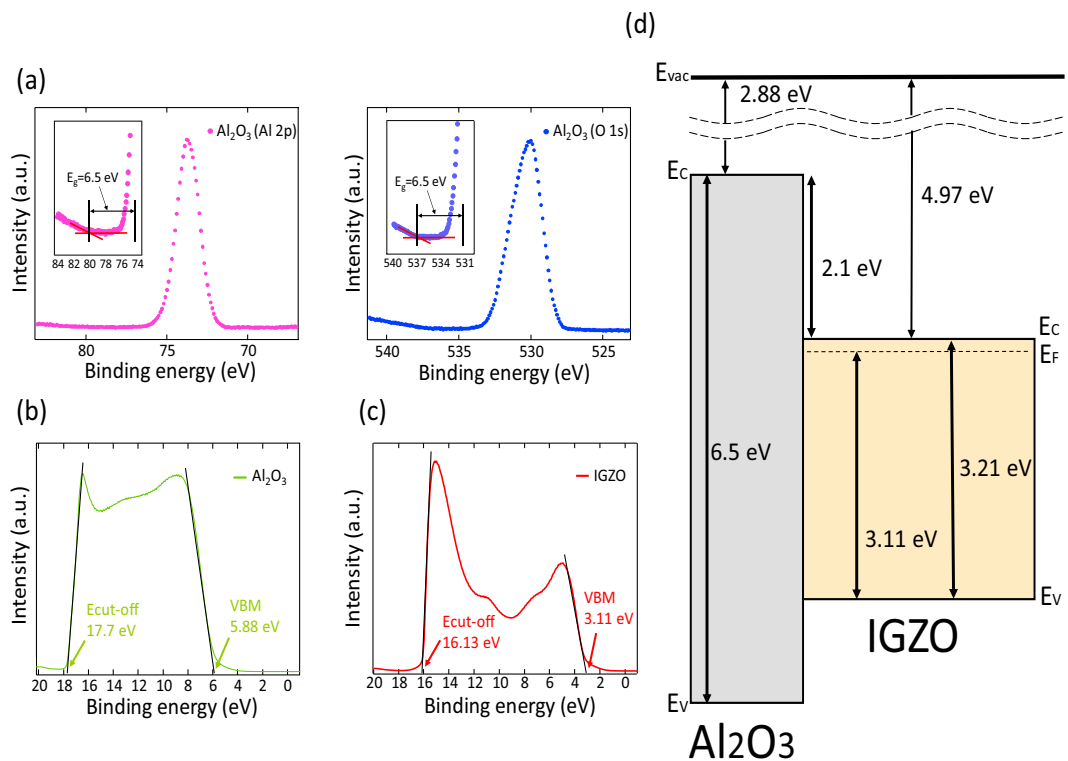 (a)
Intensity (a.u.)
Al₂O₃ (Al 2p)
E₉=6.5 eV
84 82 80 78 76 74
80 75 70
Binding energy (eV)
Intensity (a.u.)
Al₂O₃ (O 1s)
E₉=6.5 eV
540 537 534 531
540 535 530 525
Binding energy (eV)
(b)
Intensity (a.u.)
Al₂O₃
Ecut-off
17.7 eV
VBM
5.88 eV
20 18 16 14 12 10 8 6 4 2 0
Binding energy (eV)
(c)
Intensity (a.u.)
IGZO
Ecut-off
16.13 eV
VBM
3.11 eV
20 18 16 14 12 10 8 6 4 2 0
Binding energy (eV)
(d)
Evac
2.88 eV
Ec
4.97 eV
2.1 eV
Ec
EF
6.5 eV
3.21 eV
3.11 eV
Ev
IGZO
Ev
Al2O3